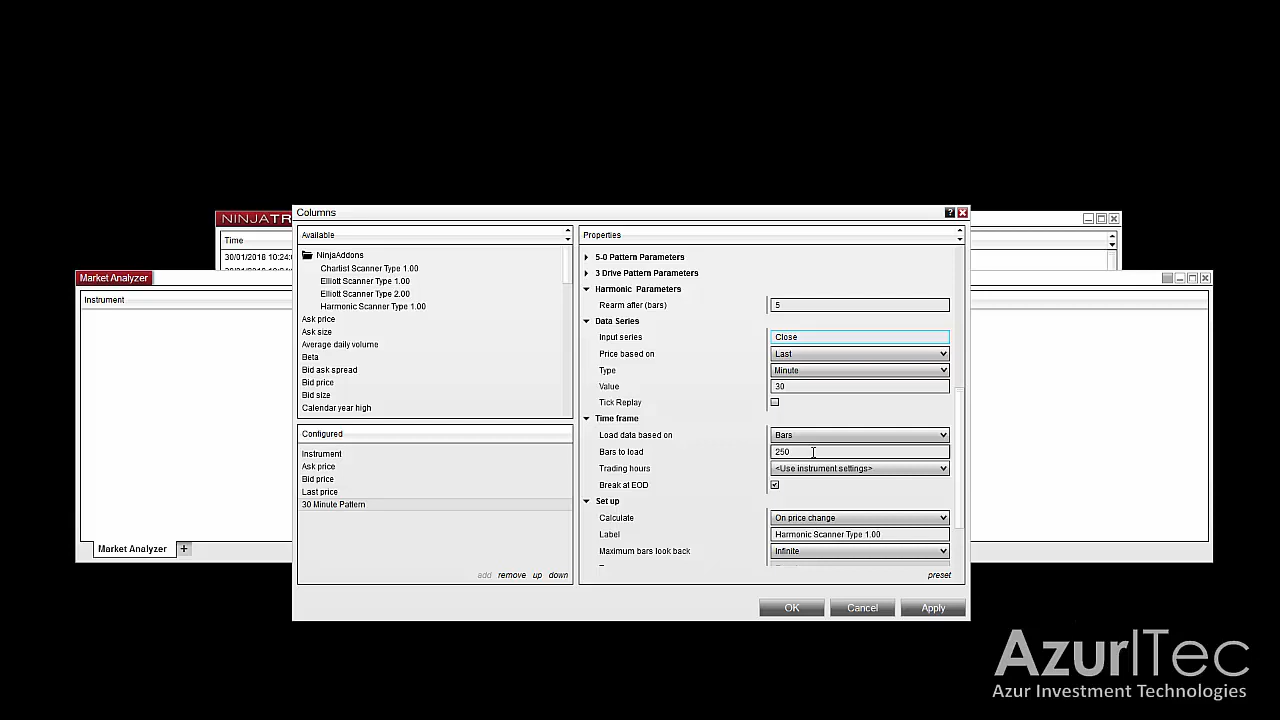 NINJATR
Time
30/01/2018 10:24:0
Market Analyzer
Instrument
Market Analyzer
+
Columns
?
Available
NinjaAddons
Chartist Scanner Type 1.00
Elliott Scanner Type 1.00
Elliott Scanner Type 2.00
Harmonic Scanner Type 1.00
Ask price
Ask size
Average daily volume
Beta
Bid ask spread
Bid price
Bid size
Calendar year high
Configured
Instrument
Ask price
Bid price
Last price
30 Minute Pattern
add remove up down
Properties
5-0 Pattern Parameters
3 Drive Pattern Parameters
Harmonic Parameters
Rearm after (bars) 5
Data Series
Input series Close
Price based on Last
Type Minute
Value 30
Tick Replay
Time frame
Load data based on Bars
Bars to load 250
Trading hours <Use instrument settings>
Break at EOD
Set up
Calculate On price change
Label Harmonic Scanner Type 1.00
Maximum bars look back Infinite
preset
OK Cancel Apply
AzurITec
Azur Investment Technologies